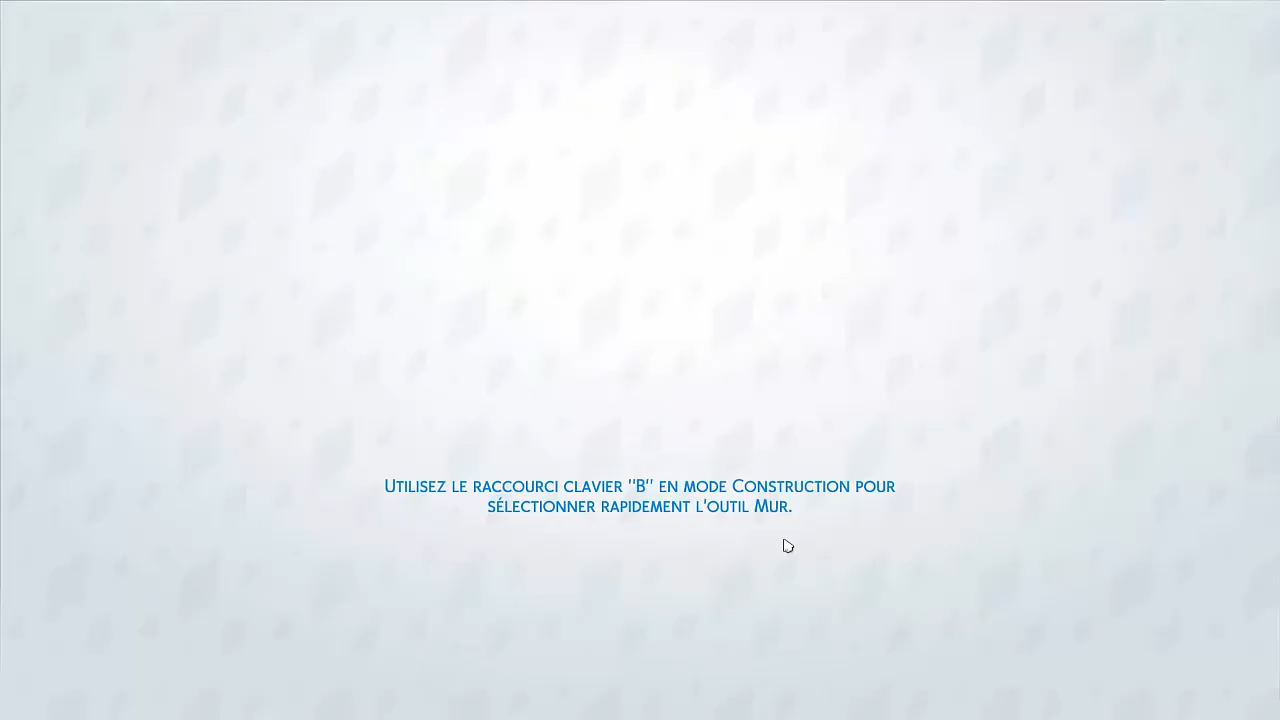 Utilisez le raccourci clavier "B" en mode Construction pour
sélectionner rapidement l'outil Mur.